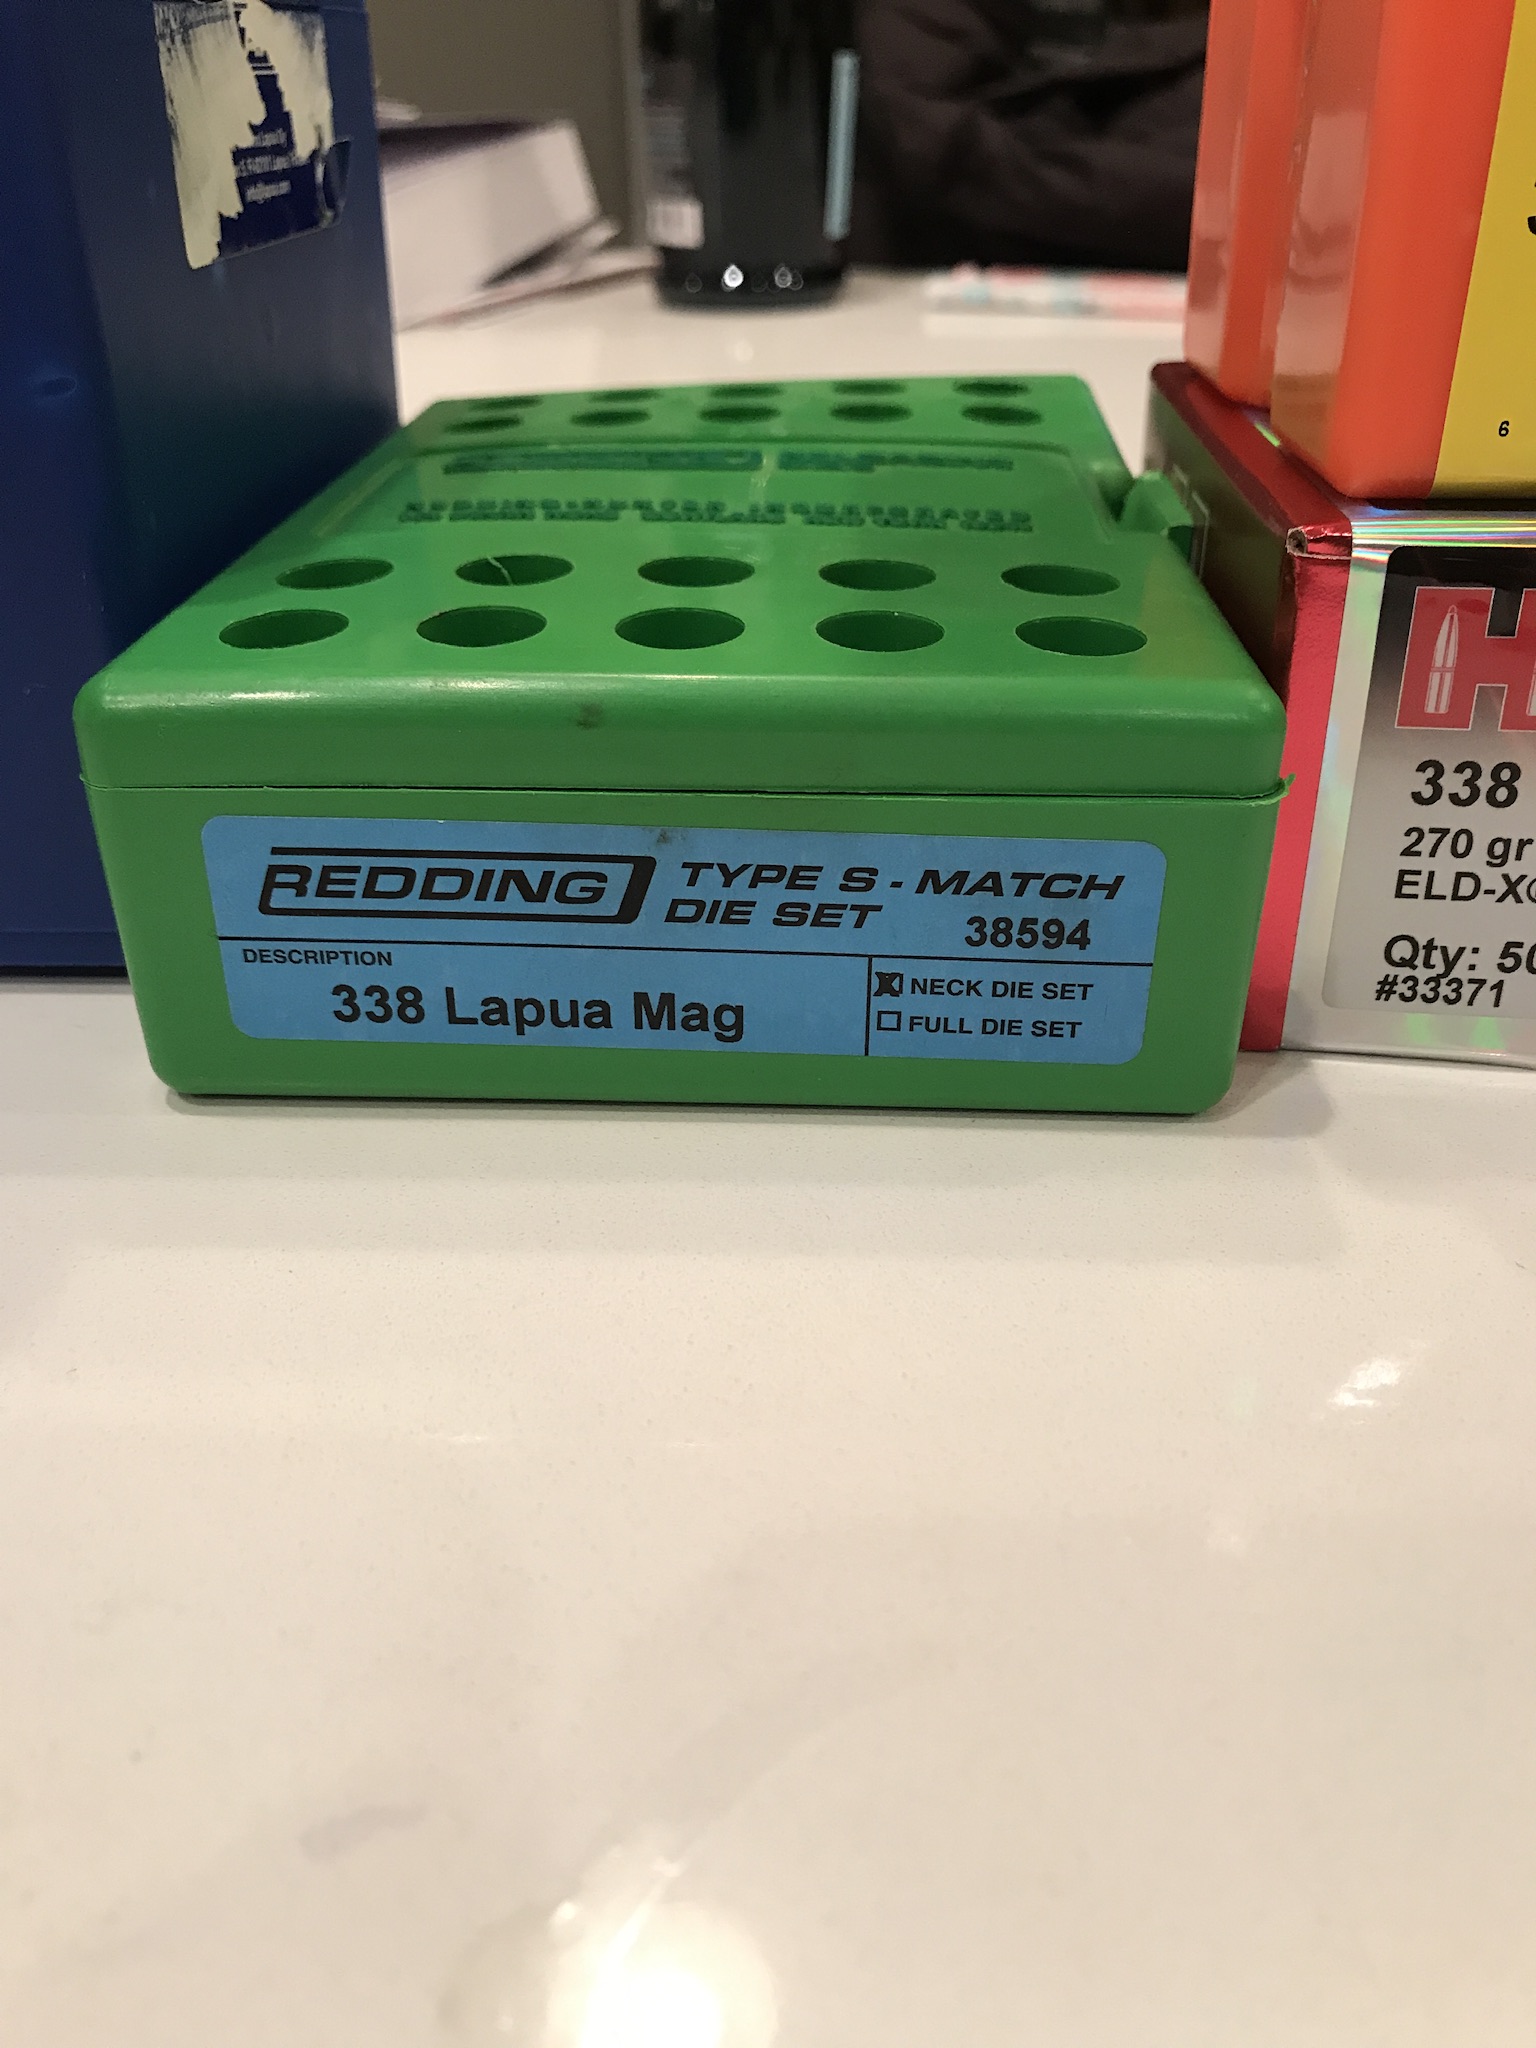 REDDING
TYPE S - MATCH
DIE SET 38594
DESCRIPTION
338 Lapua Mag
NECK DIE SET
FULL DIE SET
6
338
270 gr
ELD-X
Qty: 50
#33371